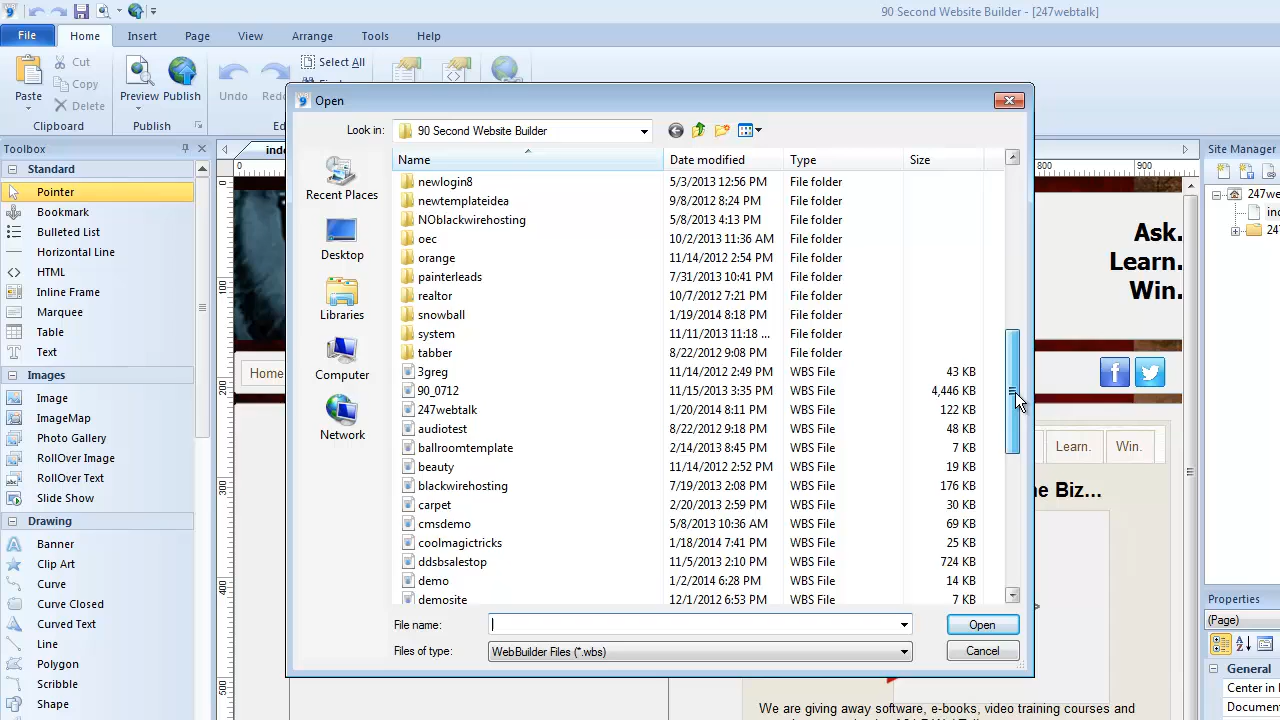 90 Second Website Builder - [247webtalk]
File Home Insert Page View Arrange Tools Help
Paste Cut Copy Delete
Clipboard
Preview Publish
Publish
Undo
Select All
Toolbox
Standard
Pointer
Bookmark
Bulleted List
Horizontal Line
HTML
Inline Frame
Marquee
Table
Text
Images
Image
ImageMap
Photo Gallery
RollOver Image
RollOver Text
Slide Show
Drawing
Banner
Clip Art
Curve
Curve Closed
Curved Text
Line
Polygon
Scribble
Shape
Open
Look in: 90 Second Website Builder
Recent Places
Desktop
Libraries
Computer
Network
Name Date modified Type Size
newlogin8 5/3/2013 12:56 PM File folder
newtemplateidea 9/8/2012 8:24 PM File folder
NOblackwirehosting 5/8/2013 4:13 PM File folder
oec 10/2/2013 11:36 AM File folder
orange 11/14/2012 2:54 PM File folder
painterleads 7/31/2013 10:41 PM File folder
realtor 10/7/2012 7:21 PM File folder
snowball 1/19/2014 8:18 PM File folder
system 11/11/2013 11:18 ... File folder
tabber 8/22/2012 9:08 PM File folder
3greg 11/14/2012 2:49 PM WBS File 43 KB
90_0712 11/15/2013 3:35 PM WBS File 4,446 KB
247webtalk 1/20/2014 8:11 PM WBS File 122 KB
audiotest 8/22/2012 9:18 PM WBS File 48 KB
ballroomtemplate 2/14/2013 8:45 PM WBS File 7 KB
beauty 11/14/2012 2:52 PM WBS File 19 KB
blackwirehosting 7/19/2013 2:08 PM WBS File 176 KB
carpet 2/20/2013 2:59 PM WBS File 30 KB
cmsdemo 5/8/2013 10:36 AM WBS File 69 KB
coolmagictricks 1/18/2014 7:41 PM WBS File 25 KB
ddsbsalestop 11/5/2013 2:10 PM WBS File 724 KB
demo 1/2/2014 6:28 PM WBS File 14 KB
demosite 12/1/2012 6:53 PM WBS File 7 KB
File name: Open
Files of type: WebBuilder Files (*.wbs) Cancel
0 800 900
100
200
300
400
500
Home
Ask.
Learn.
Win.
Learn. Win.
Biz...
We are giving away software, e-books, video training courses and
Site Manager
Properties
(Page)
General
Center in